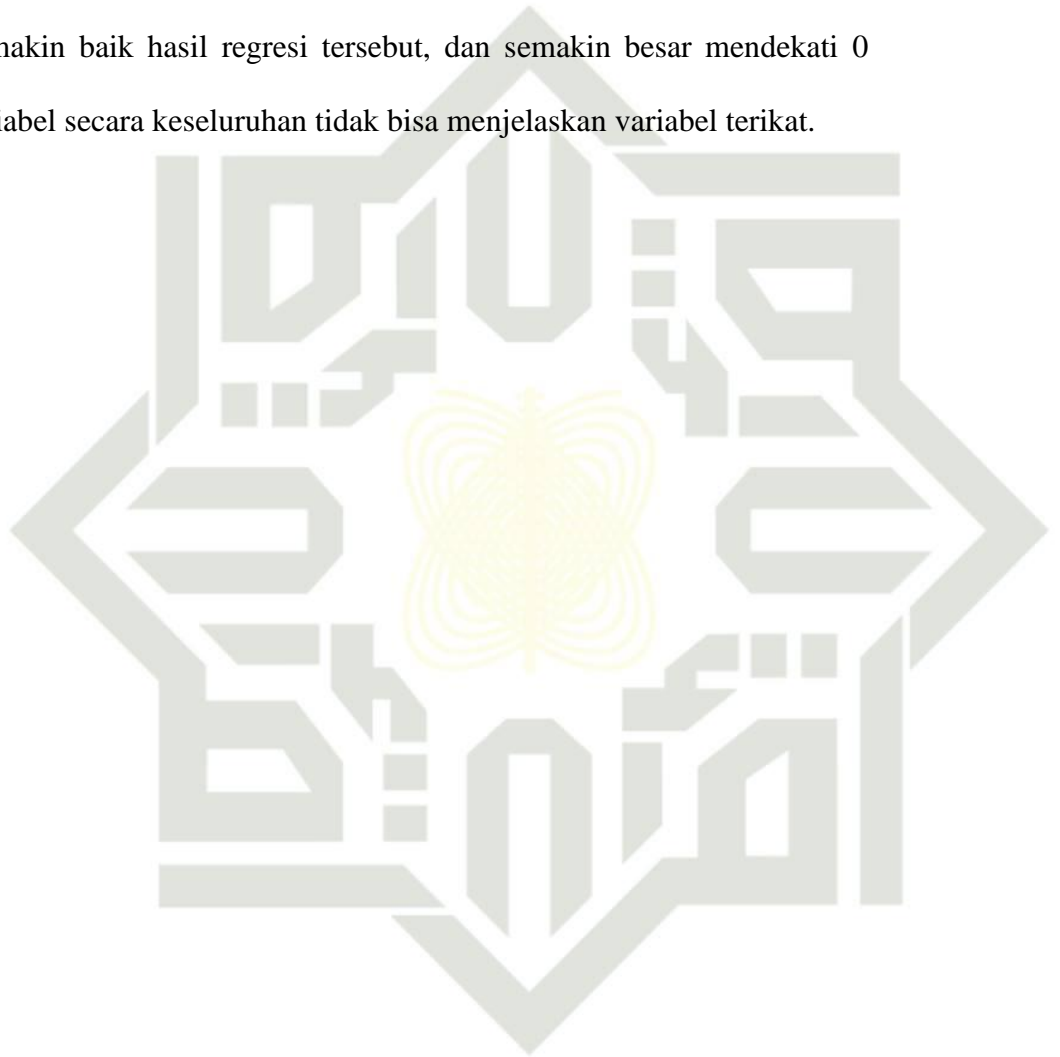 makin baik hasil regresi tersebut, dan semakin besar mendekati 0
iabel secara keseluruhan tidak bisa menjelaskan variabel terikat.